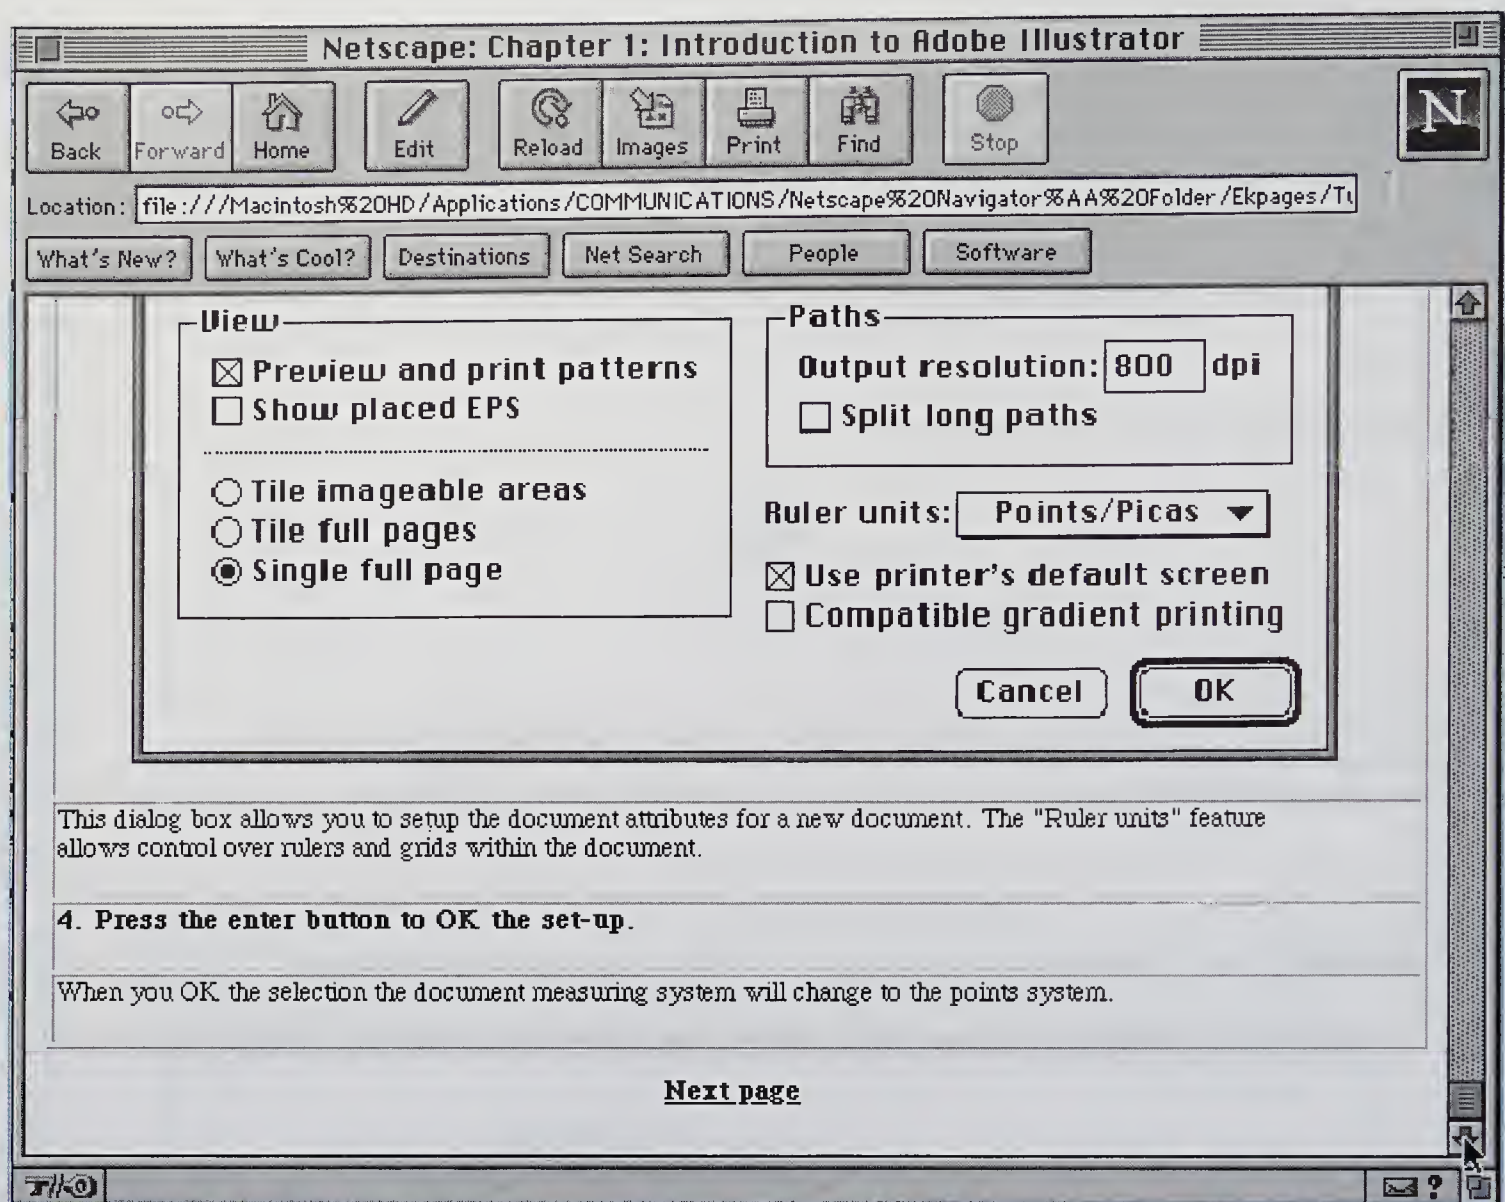 Netscape: Chapter 1: Introduction to Adobe Illustrator
Back Forward Home Edit Reload Images Print Find Stop
N
Location: file:///Macintosh%20HD/Applications/COMMUNICATIONS/Netscape%20Navigator%AA%20Folder/Ekpages/Tu
What's New? What's Cool? Destinations Net Search People Software
View
Preview and print patterns
Show placed EPS
Tile imageable areas
Tile full pages
Single full page
Paths
Output resolution: 800 dpi
Split long paths
Ruler units: Points/Picas
Use printer's default screen
Compatible gradient printing
Cancel OK
This dialog box allows you to setup the document attributes for a new document. The "Ruler units" feature
allows control over rulers and grids within the document.
4. Press the enter button to OK the set-up.
When you OK the selection the document measuring system will change to the points system.
Next page
?